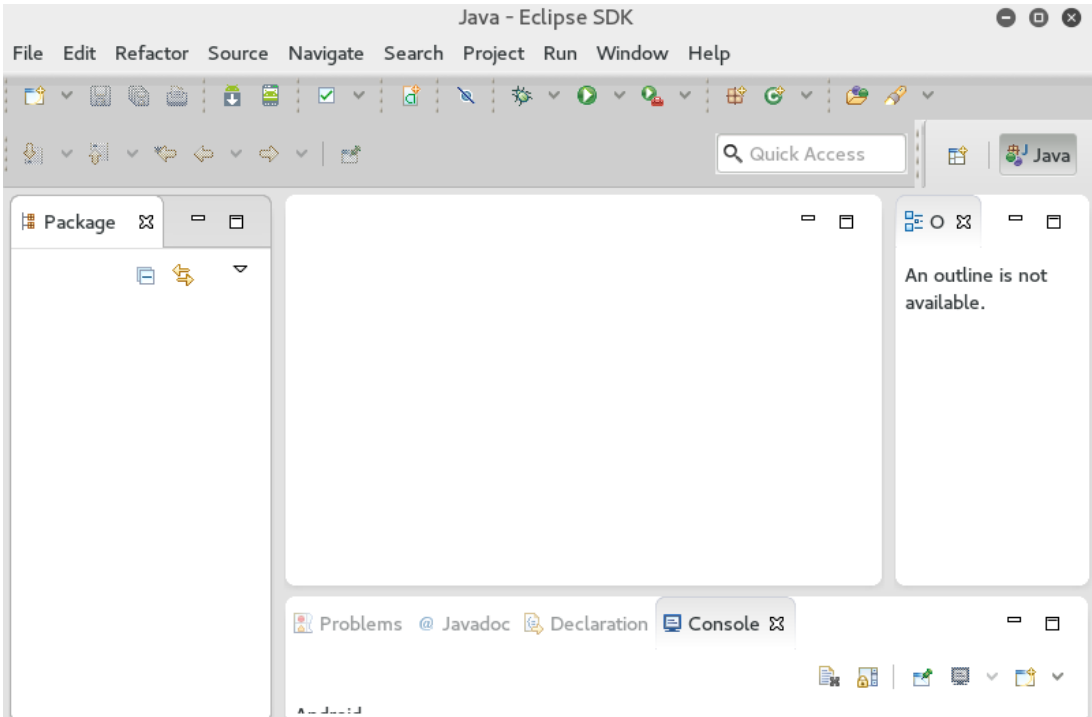 Java - Eclipse SDK
File Edit Refactor Source Navigate Search Project Run Window Help
Quick Access
Java
Package
O
An outline is not
available.
Problems @ Javadoc Declaration Console
Android